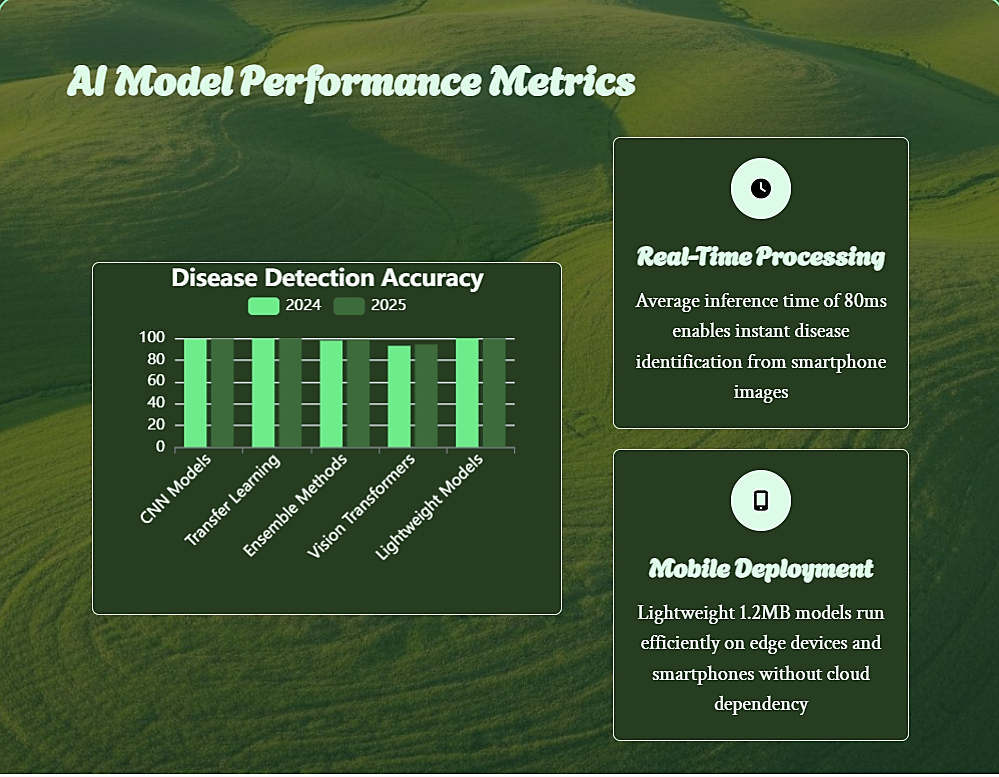 AI Model Performance Metrics
Disease Detection Accuracy
2024 2025
100
80
60
40
20
0
CNN Models
Transfer Learning
Ensemble Methods
Vision Transformers
Lightweight Models
Real-Time Processing
Average inference time of 80ms
enables instant disease
identification from smartphone
images
Mobile Deployment
Lightweight 1.2MB models run
efficiently on edge devices and
smartphones without cloud
dependency